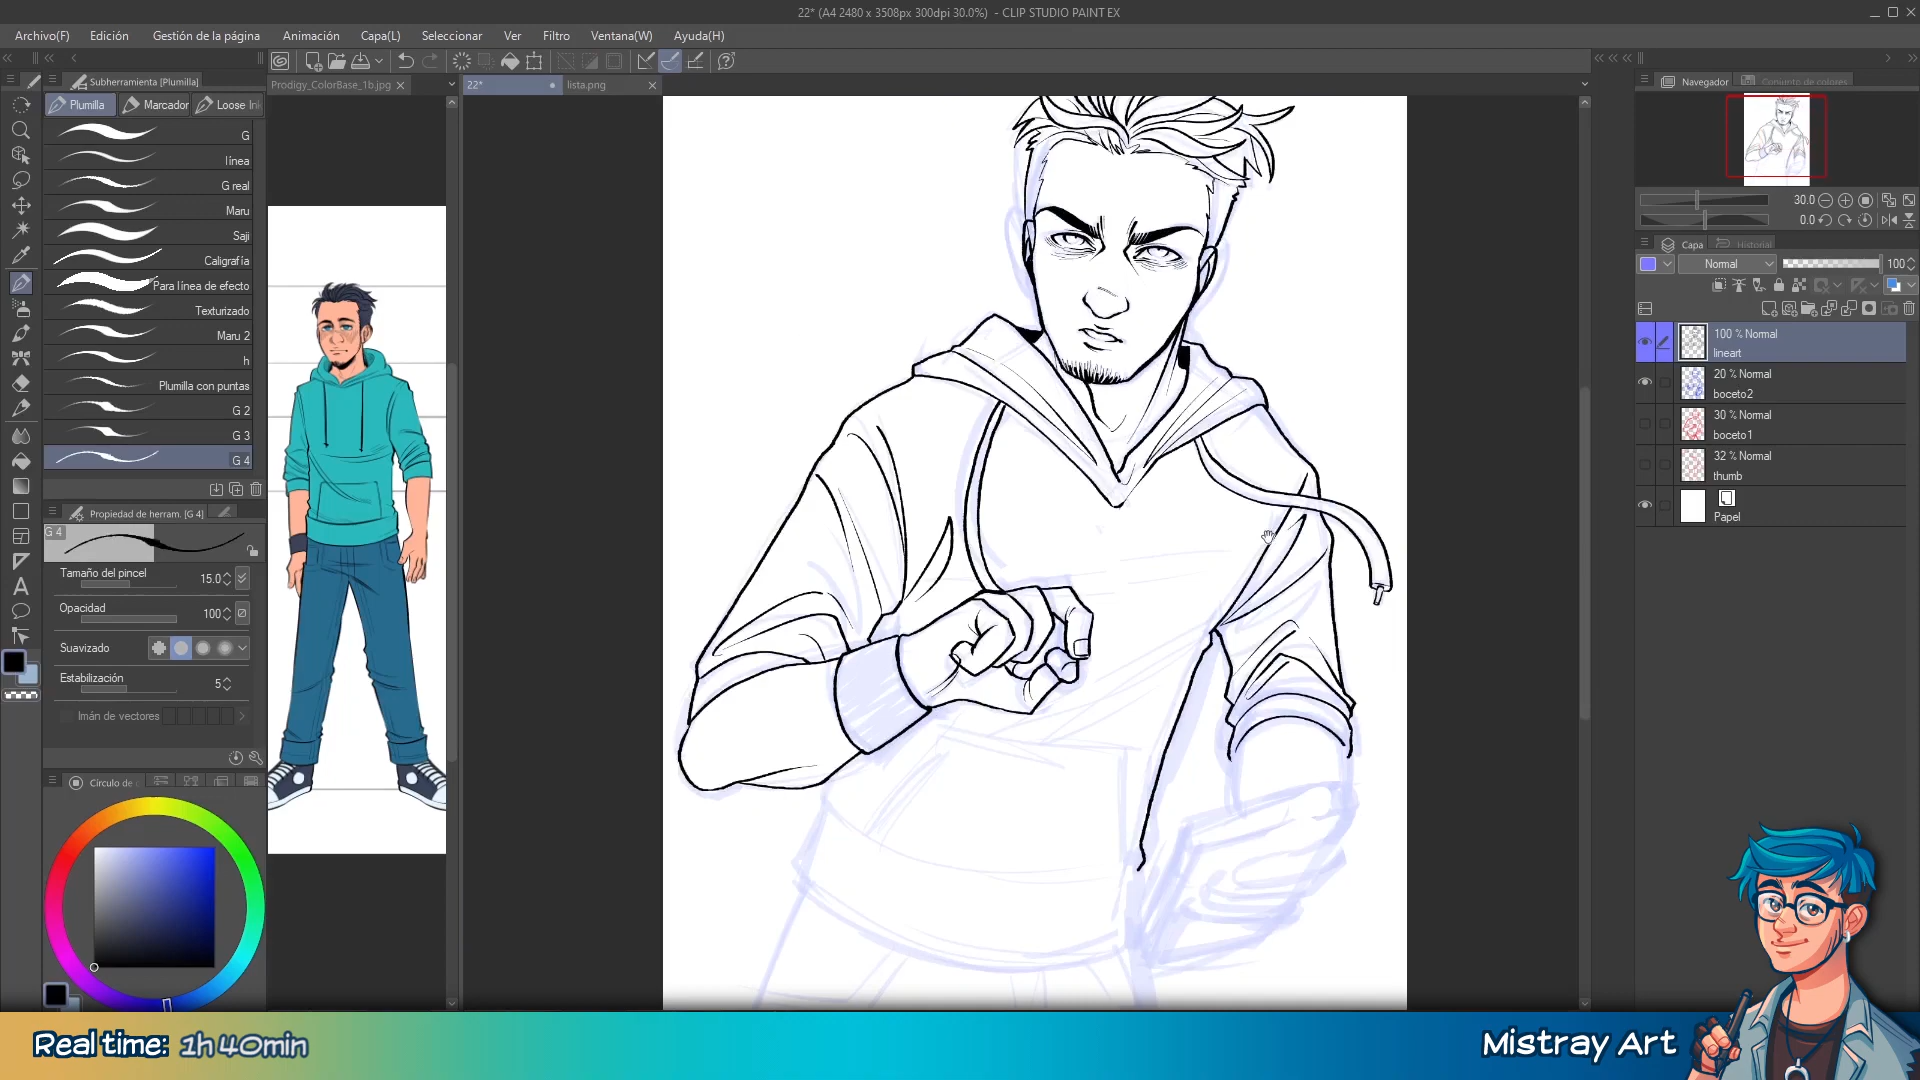 22* (A4 2480 x 3508px 300dpi 30.0%) - CLIP STUDIO PAINT EX
Archivo(F) Edición Gestión de la página Animación Capa(L) Seleccionar Ver Filtro Ventana(W) Ayuda(H)
Subherramienta [Plumilla]
Prodigy_ColorBase_1b.jpg
22*
lista.png
Navegador
Conjunto de colores
Plumilla Marcador Loose Ink
G
línea
G real
Maru
Saji
Caligrafía
Para línea de efecto
Texturizado
Maru 2
h
Plumilla con puntas
G 2
G 3
G 4
Propiedad de herram. [G 4]
G 4
Tamaño del pincel 15.0
Opacidad 100
Suavizado
Estabilización 5
Imán de vectores
Círculo de
30.0
0.0
Capa Historial
Normal 100
100 % Normal
lineart
20 % Normal
boceto2
30 % Normal
boceto1
32 % Normal
thumb
Papel
Real time: 1h 40min
Mistray Art